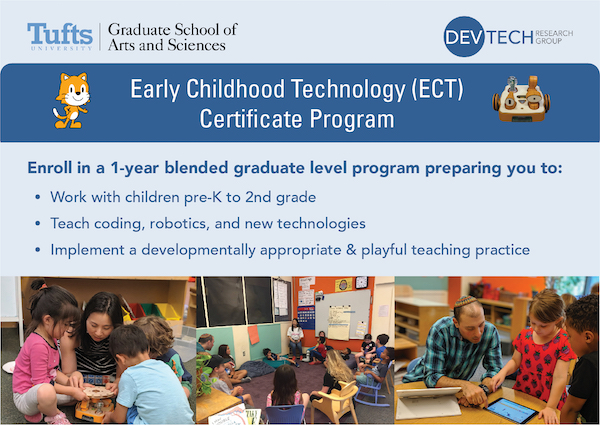 Tufts
UNIVERSITY
Graduate School of
Arts and Sciences
DEVTECH RESEARCH
GROUP
Early Childhood Technology (ECT)
Certificate Program
Enroll in a 1-year blended graduate level program preparing you to:
• Work with children pre-K to 2nd grade
• Teach coding, robotics, and new technologies
• Implement a developmentally appropriate & playful teaching practice